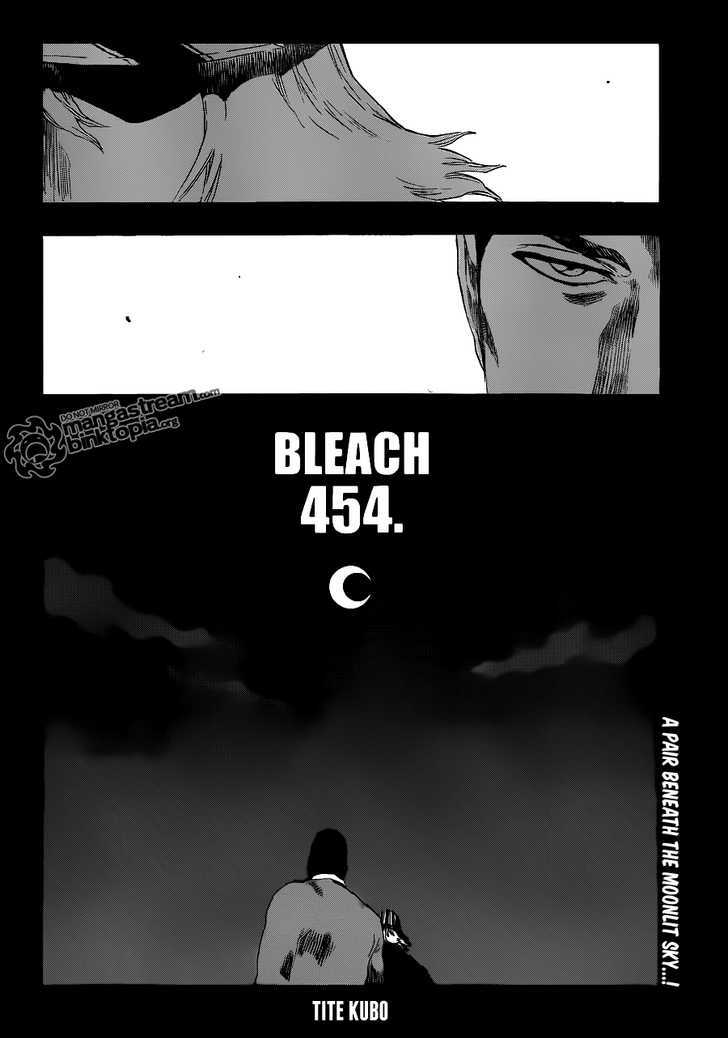 DO NOT MIRROR
mangastream.com
binktopia.org
BLEACH
454.
A PAIR BENEATH THE MOONLIT SKY...!
TITE KUBO